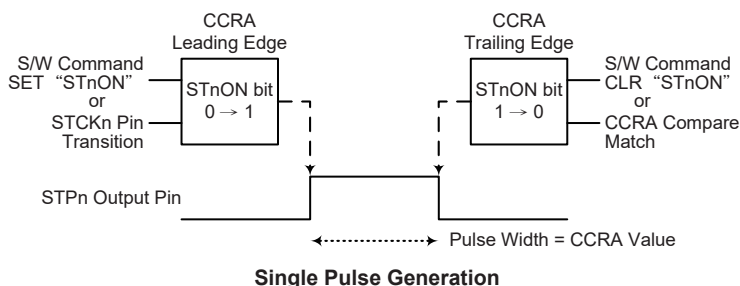 CCRA
Leading Edge
S/W Command
SET “STnON”
or
STCKn Pin
Transition
STnON bit
0 → 1
CCRA
Trailing Edge
STnON bit
1 → 0
S/W Command
CLR “STnON”
or
CCRA Compare
Match
STPn Output Pin
Pulse Width = CCRA Value
Single Pulse Generation